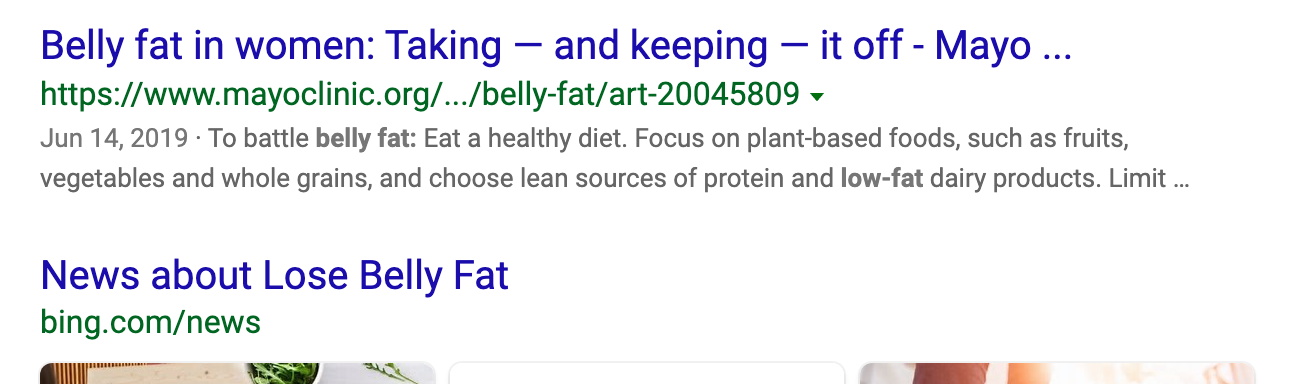 Belly fat in women: Taking — and keeping — it off - Mayo ...
https://www.mayoclinic.org/.../belly-fat/art-20045809
Jun 14, 2019 · To battle belly fat: Eat a healthy diet. Focus on plant-based foods, such as fruits,
vegetables and whole grains, and choose lean sources of protein and low-fat dairy products. Limit ...
News about Lose Belly Fat
bing.com/news